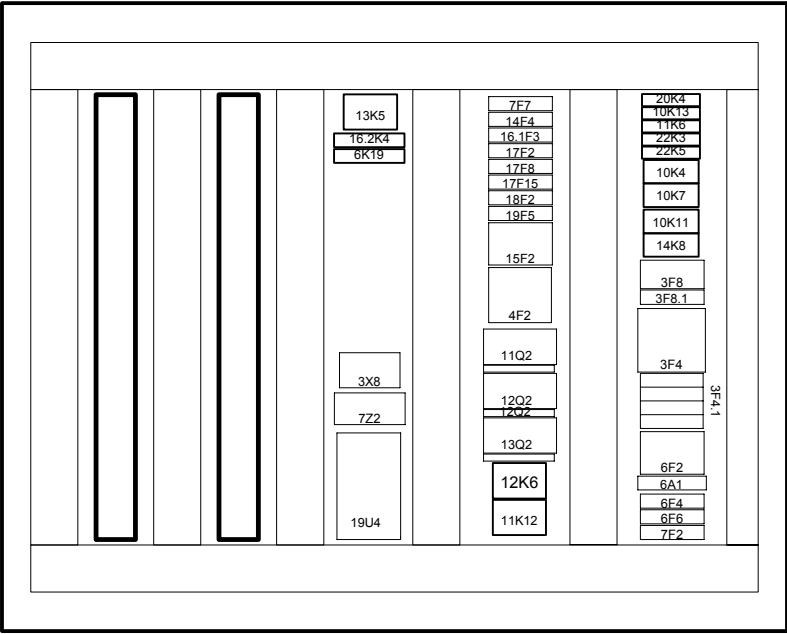 13K5
16.2K4
6K19
3X8
7Z2
19U4
7F7
14F4
16.1F3
17F2
17F8
17F15
18F2
19F5
15F2
4F2
11Q2
12Q2
12Q2
13Q2
12K6
11K12
20K4
10K13
11K6
22K3
22K5
10K4
10K7
10K11
14K8
3F8
3F8.1
3F4
3F4.1
6F2
6A1
6F4
6F6
7F2